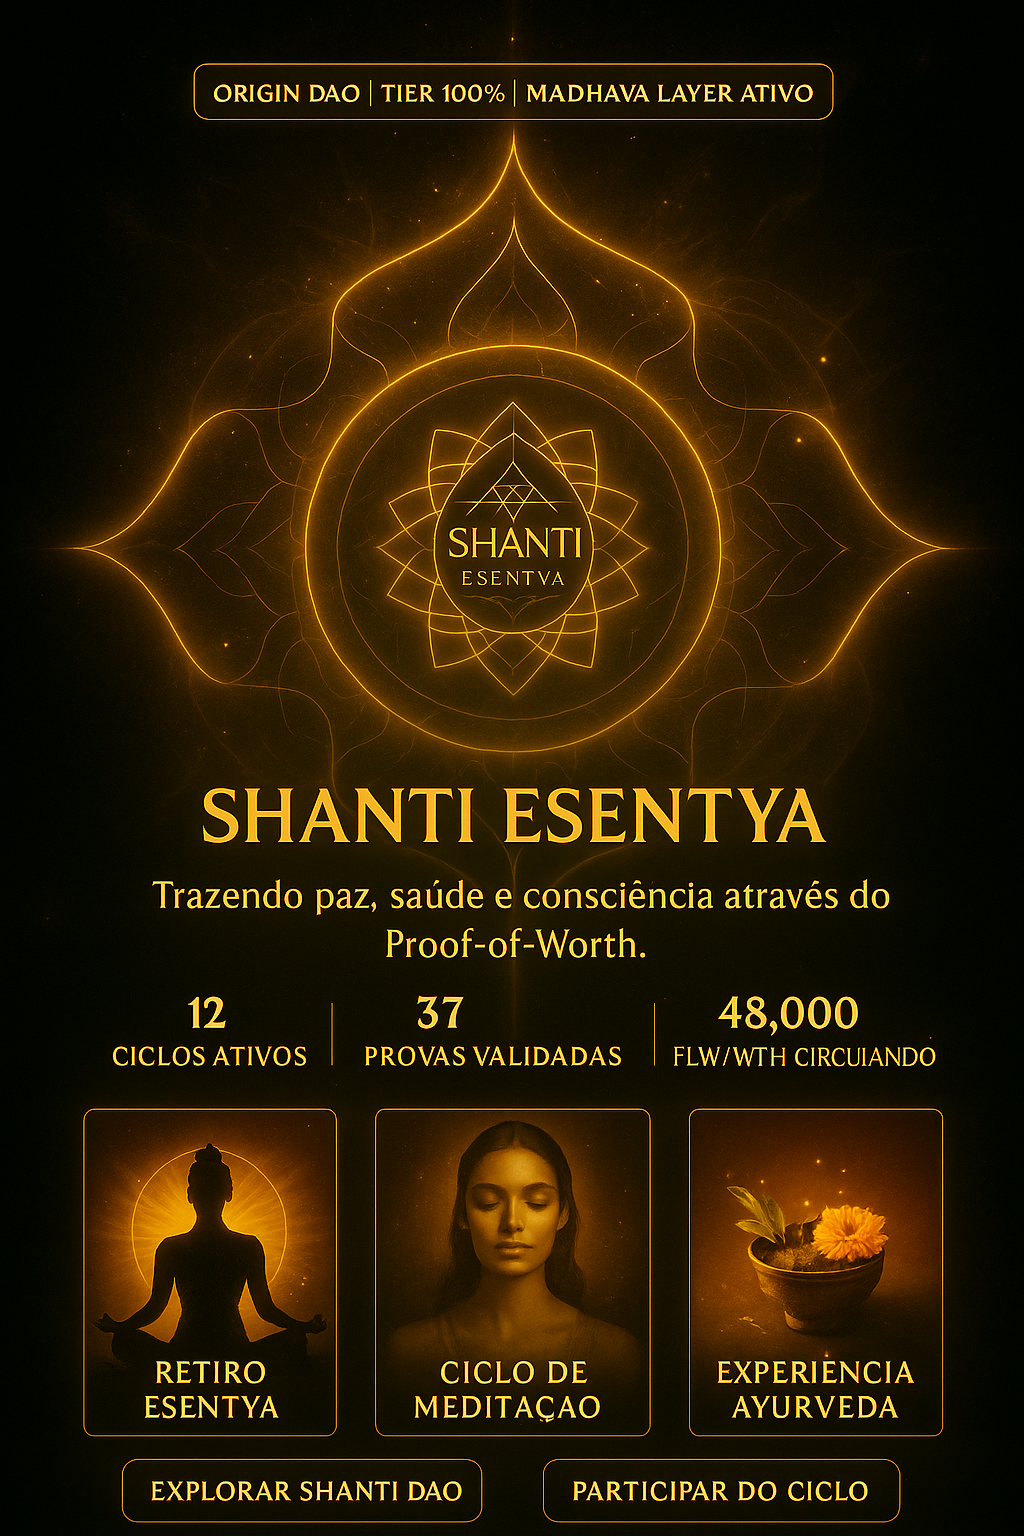 ORIGIN DAO | TIER 100% | MADHAVA LAYER ATIVO
SHANTI
ESENTVA
SHANTI ESENTYA
Trazendo paz, saúde e consciência através do
Proof-of-Worth.
12
CICLOS ATIVOS
37
PROVAS VALIDADAS
48,000
FLW/WTH CIRCUIANDO
RETIRO
ESENTYA
CICLO DE
MEDITAÇAO
EXPERIENCIA
AYURVEDA
EXPLORAR SHANTI DAO
PARTICIPAR DO CICLO